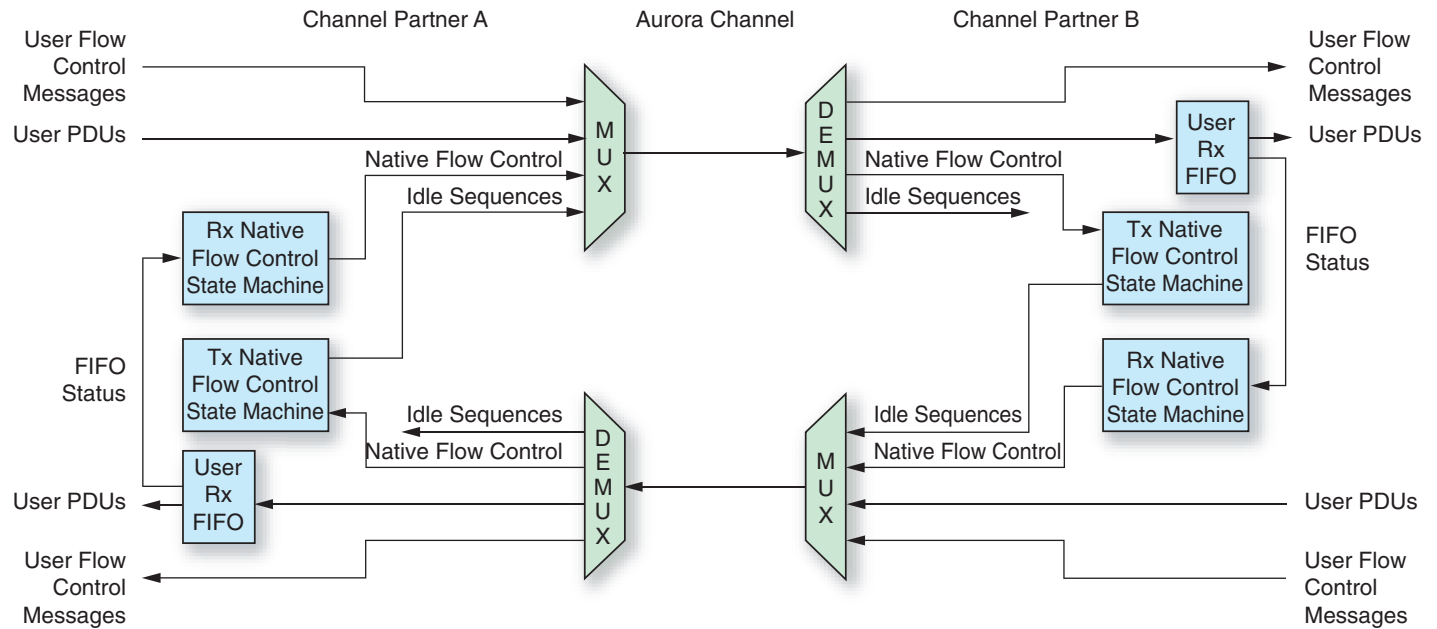 Channel Partner A
Aurora Channel
Channel Partner B
User Flow
Control
Messages
User PDUs
Native Flow Control
Idle Sequences
Rx Native
Flow Control
State Machine
Tx Native
Flow Control
State Machine
FIFO
Status
Idle Sequences
Native Flow Control
User
Rx
FIFO
User PDUs
User Flow
Control
Messages
MUX
DEMUX
DEMUX
MUX
User Flow
Control
Messages
User
Rx
FIFO
User PDUs
Native Flow Control
Idle Sequences
Tx Native
Flow Control
State Machine
FIFO
Status
Rx Native
Flow Control
State Machine
Idle Sequences
Native Flow Control
User PDUs
User Flow
Control
Messages